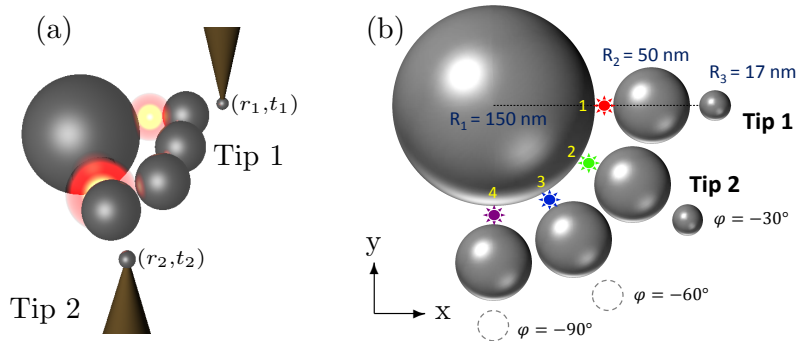 (a)
(r₁,t₁)
Tip 1
(r₂,t₂)
Tip 2
(b)
R₂ = 50 nm
R₃ = 17 nm
1
R₁ = 150 nm
Tip 1
2
Tip 2
3
4
φ = −30°
y
φ = −60°
x
φ = −90°